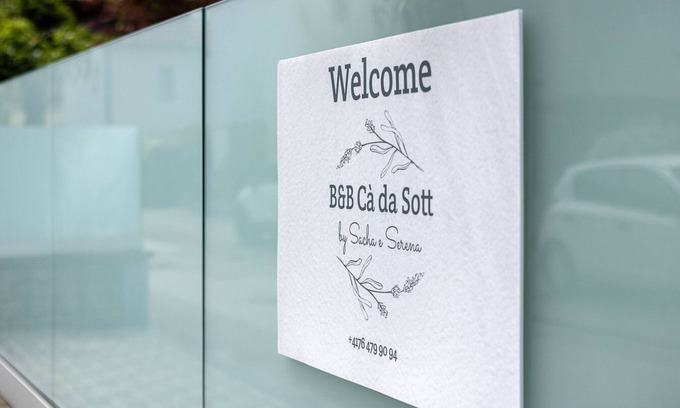 Welcome
B&B Cà da Sott
by Sacha e Serena
+4176 479 90 94